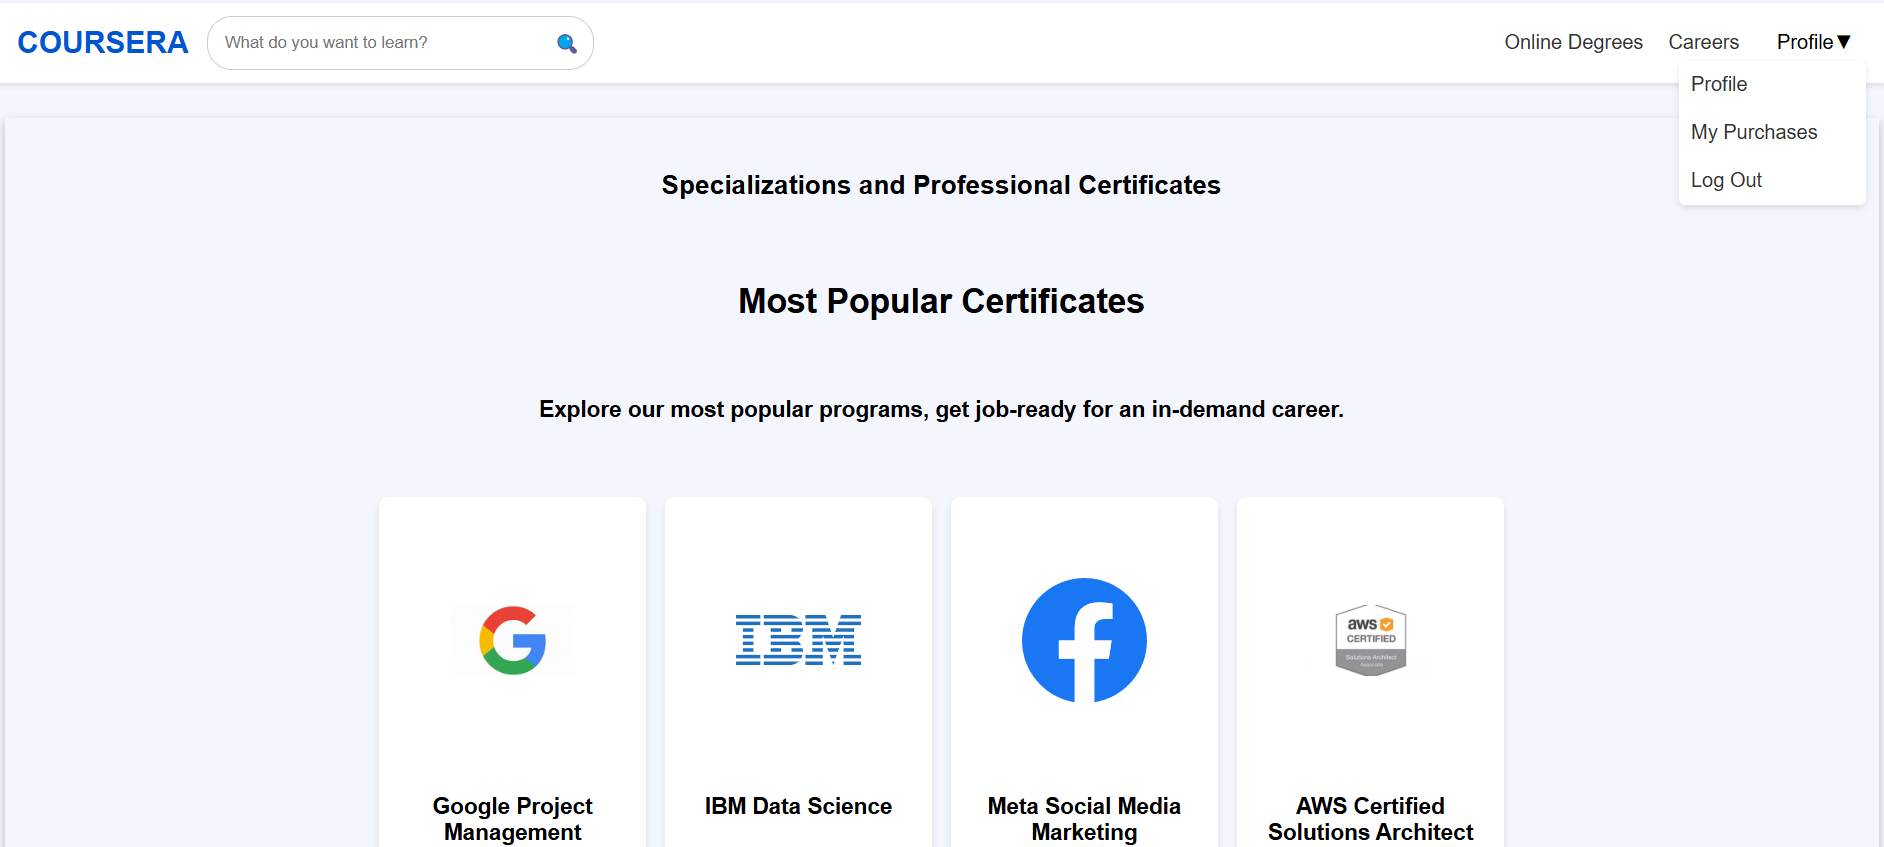 COURSERA
What do you want to learn?
Online Degrees
Careers
Profile▼
Profile
My Purchases
Log Out
Specializations and Professional Certificates
Most Popular Certificates
Explore our most popular programs, get job-ready for an in-demand career.
IBM
aws
CERTIFIED
Solutions Architect
Associate
Google Project
Management
IBM Data Science
Meta Social Media
Marketing
AWS Certified
Solutions Architect